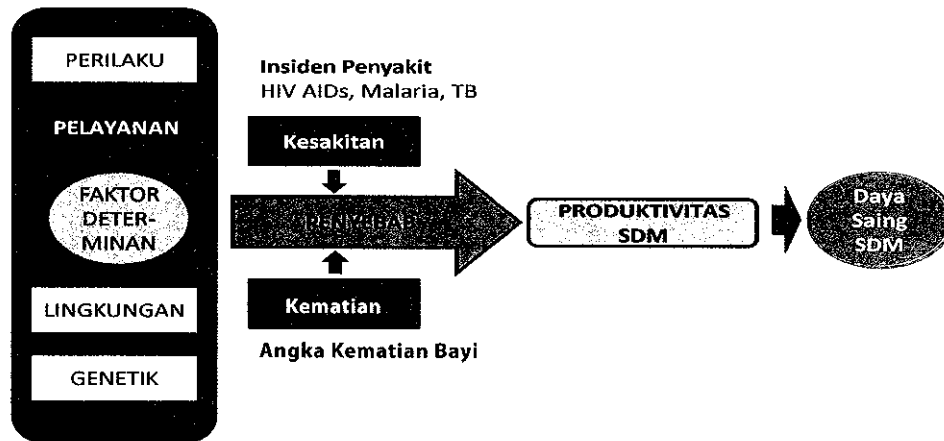 PERILAKU
PELAYANAN
FAKTOR
DETER-
MINAN
LINGKUNGAN
GENETIK
Insiden Penyakit
HIV AIDs, Malaria, TB
Kesakitan
PENYEBAB
Kematian
Angka Kematian Bayi
PRODUKTIVITAS
SDM
Daya
Saing
SDM